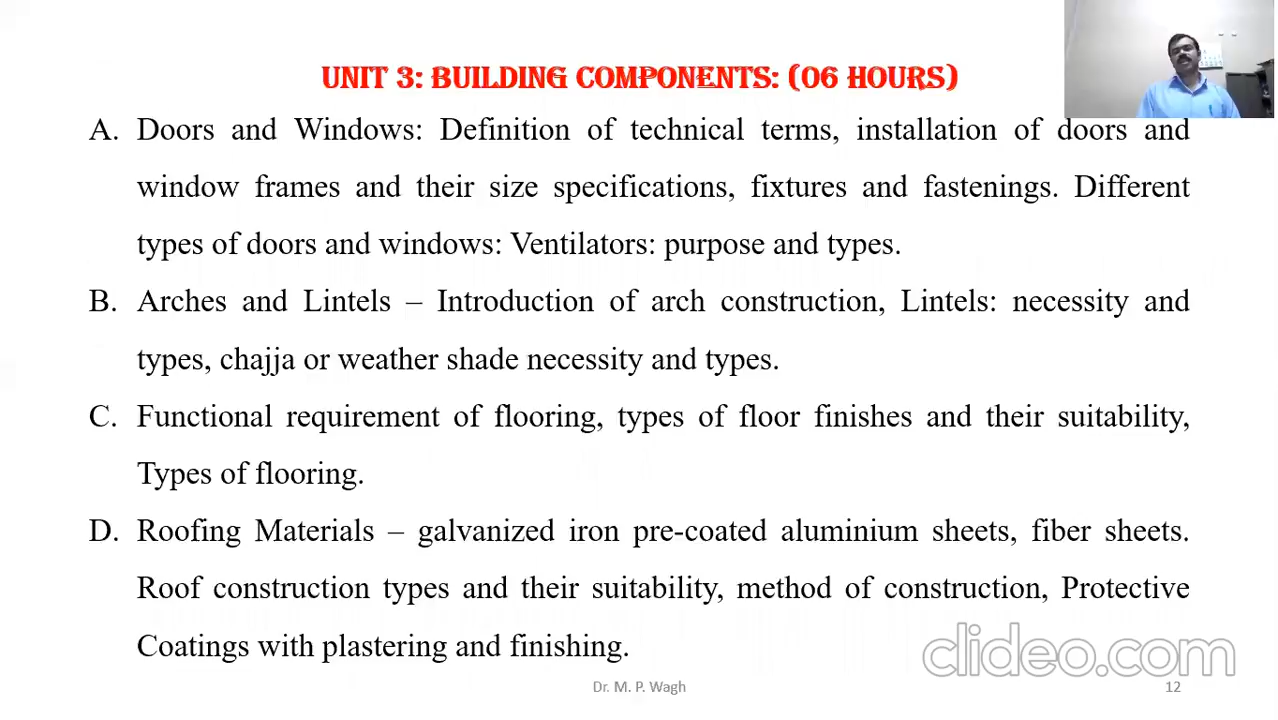 UNIT 3: BUILDING COMPONENTS: (06 HOURS)
A. Doors and Windows: Definition of technical terms, installation of doors and
window frames and their size specifications, fixtures and fastenings. Different
types of doors and windows: Ventilators: purpose and types.
B. Arches and Lintels – Introduction of arch construction, Lintels: necessity and
types, chajja or weather shade necessity and types.
C. Functional requirement of flooring, types of floor finishes and their suitability,
Types of flooring.
D. Roofing Materials – galvanized iron pre-coated aluminium sheets, fiber sheets.
Roof construction types and their suitability, method of construction, Protective
Coatings with plastering and finishing.
clideo.com
Dr. M. P. Wagh
12